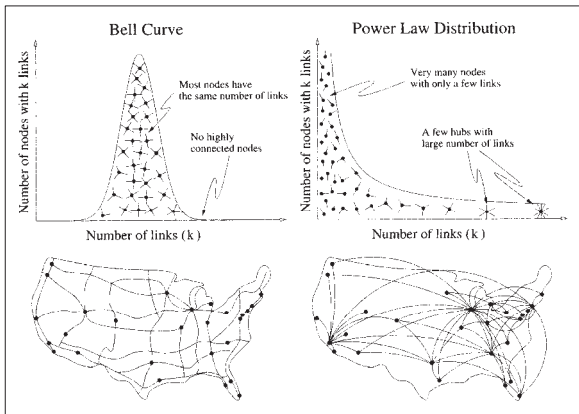 Bell Curve
Number of nodes with k links
Most nodes have
the same number of links
No highly
connected nodes
Number of links (k)
Power Law Distribution
Number of nodes with k links
Very many nodes
with only a few links
A few hubs with
large number of links
Number of links (k)